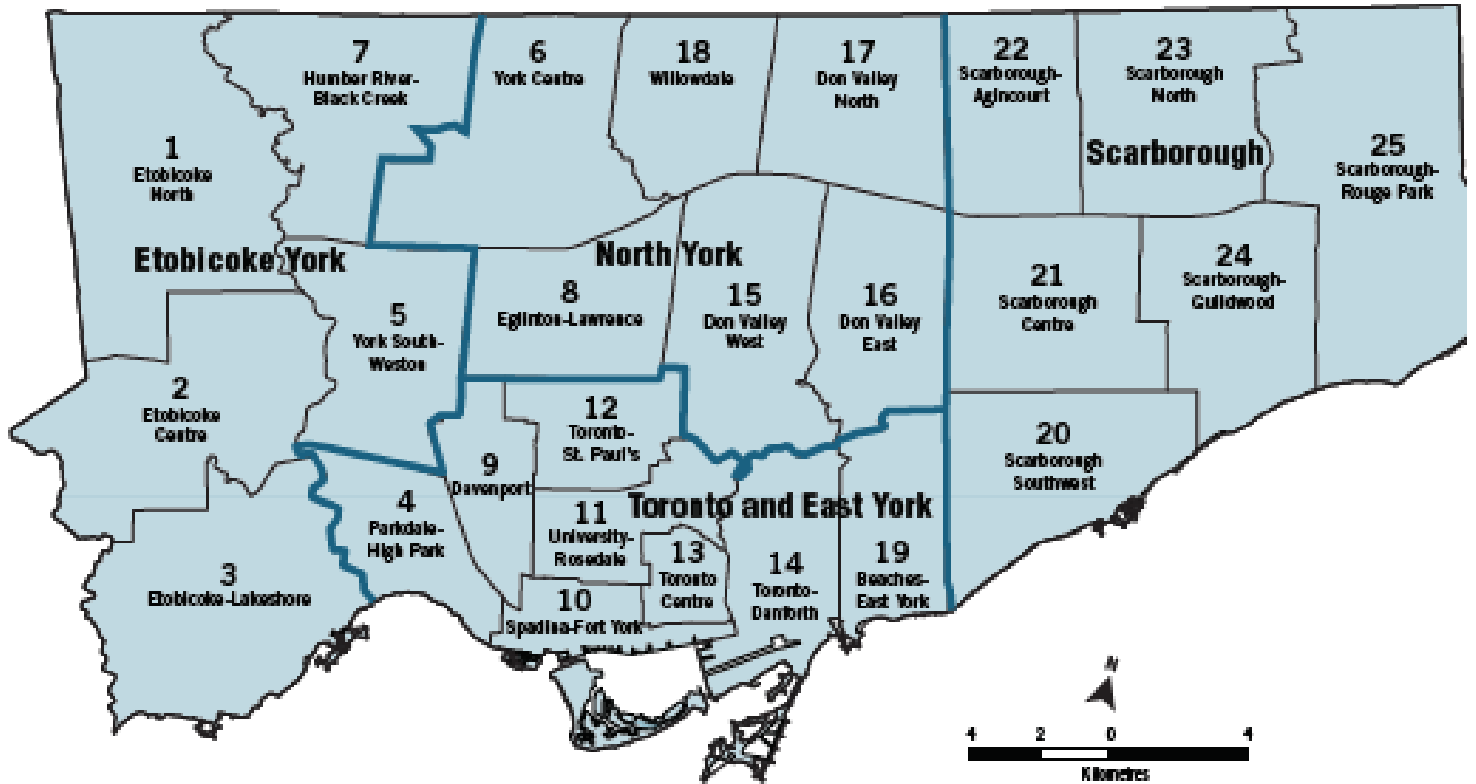 7
Humber River-
Black Creek
6
York Centre
18
Willowdale
17
Don Valley
North
22
Scarborough-
Agincourt
23
Scarborough
North
Scarborough
25
Scarborough-
Rouge Park
1
Etobicoke
North
Etobicoke York
North York
5
York South-
Weston
8
Eglinton-Lawrence
15
Don Valley
West
16
Don Valley
East
21
Scarborough
Centre
24
Scarborough-
Guildwood
2
Etobicoke
Centre
12
Toronto-
St. Paul's
20
Scarborough
Southwest
9
Davenport
4
Parkdale-
High Park
Toronto and East York
11
University-
Rosedale
13
Toronto
Centre
14
Toronto-
Danforth
19
Beaches-
East York
3
Etobicoke-Lakeshore
10
Spadina-Fort York
N
4 2 0 4
Kilometres